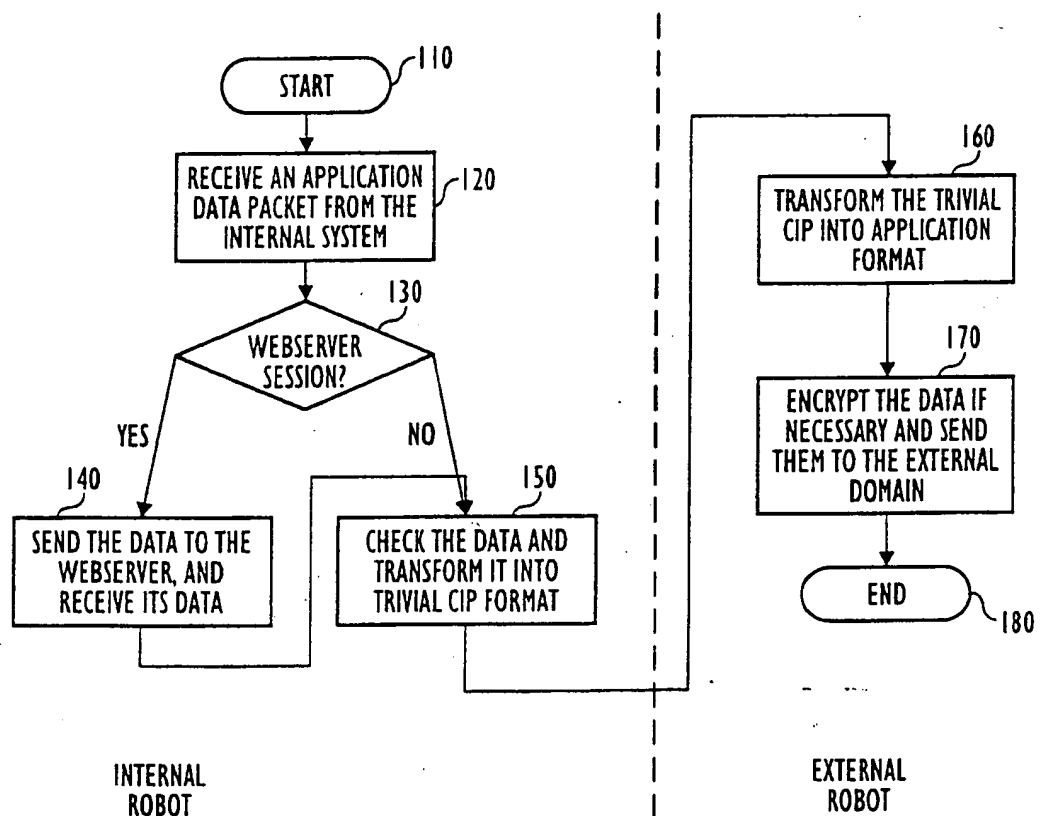 START
110
RECEIVE AN APPLICATION
DATA PACKET FROM THE
INTERNAL SYSTEM
120
130
WEBSERVER
SESSION?
YES
NO
140
SEND THE DATA TO THE
WEBSERVER, AND
RECEIVE ITS DATA
150
CHECK THE DATA AND
TRANSFORM IT INTO
TRIVIAL CIP FORMAT
INTERNAL
ROBOT
160
TRANSFORM THE TRIVIAL
CIP INTO APPLICATION
FORMAT
170
ENCRYPT THE DATA IF
NECESSARY AND SEND
THEM TO THE EXTERNAL
DOMAIN
END
180
EXTERNAL
ROBOT